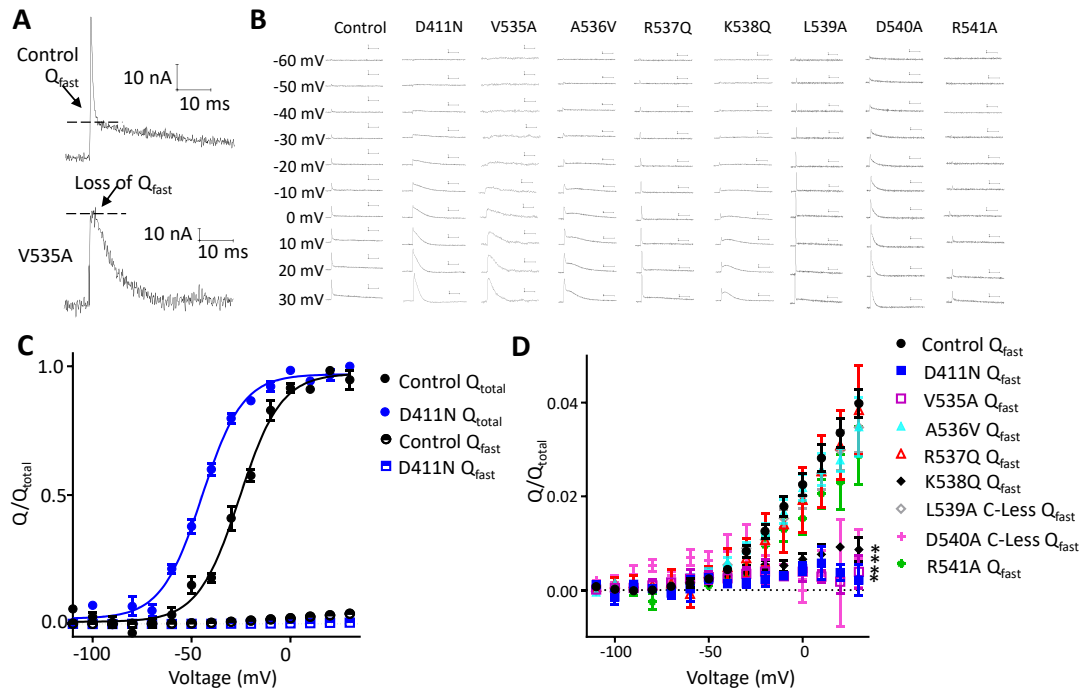 A
Control
Qfast
10 nA
10 ms
Loss of Qfast
10 nA
10 ms
V535A
B
Control D411N V535A A536V R537Q K538Q L539A D540A R541A
-60 mV
-50 mV
-40 mV
-30 mV
-20 mV
-10 mV
0 mV
10 mV
20 mV
30 mV
C
Q/Qtotal
1.0
0.5
0.0
-100 -50 0
Voltage (mV)
Control Qtotal
D411N Qtotal
Control Qfast
D411N Qfast
D
Q/Qtotal
0.04
0.02
0.00
-100 -50 0
Voltage (mV)
****
Control Qfast
D411N Qfast
V535A Qfast
A536V Qfast
R537Q Qfast
K538Q Qfast
L539A C-Less Qfast
D540A C-Less Qfast
R541A Qfast